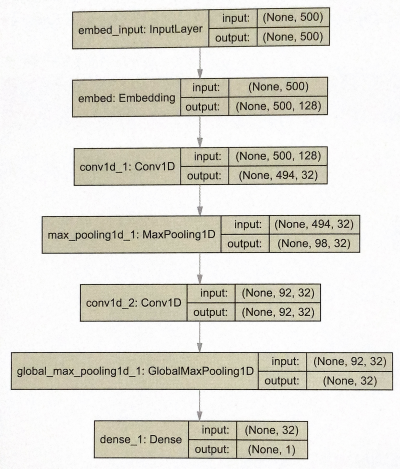 embed_input: InputLayer input: (None, 500)
output: (None, 500)
embed: Embedding input: (None, 500)
output: (None, 500, 128)
conv1d_1: Conv1D input: (None, 500, 128)
output: (None, 494, 32)
max_pooling1d_1: MaxPooling1D input: (None, 494, 32)
output: (None, 98, 32)
conv1d_2: Conv1D input: (None, 92, 32)
output: (None, 92, 32)
global_max_pooling1d_1: GlobalMaxPooling1D input: (None, 92, 32)
output: (None, 32)
dense_1: Dense input: (None, 32)
output: (None, 1)